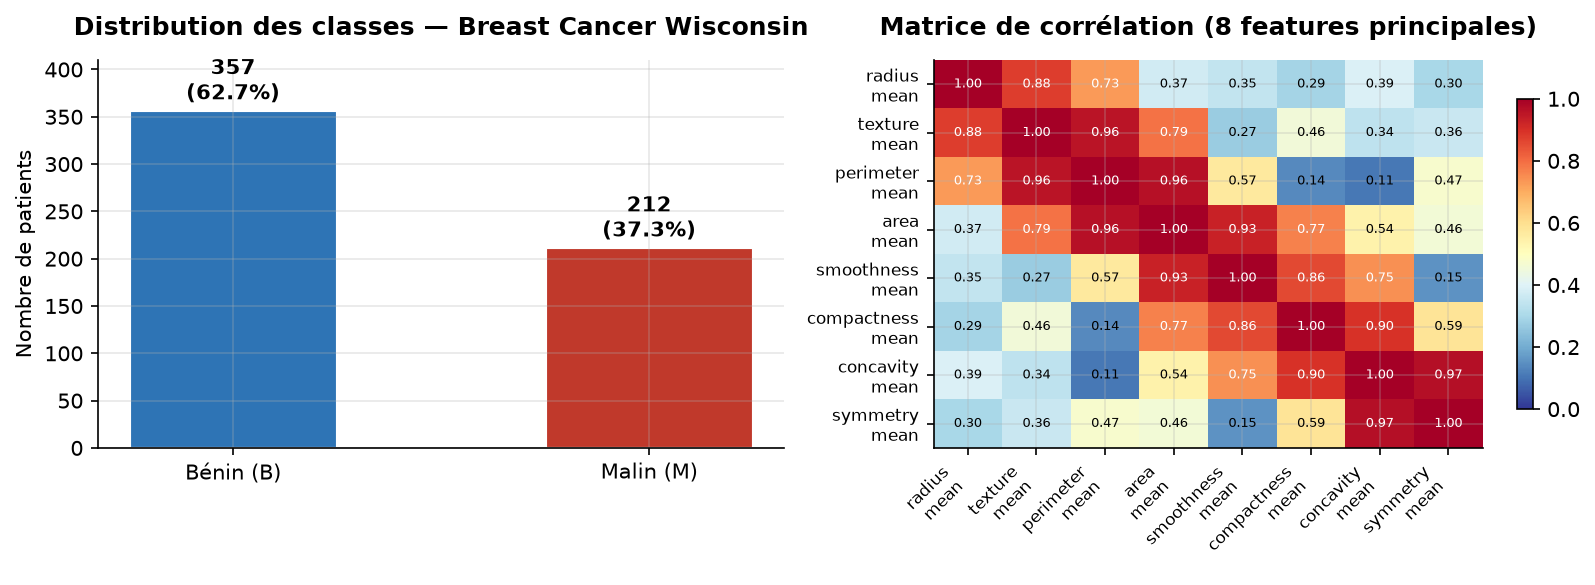 Distribution des classes — Breast Cancer Wisconsin
400
350
300
250
200
150
100
50
0
Nombre de patients
357
(62.7%)
212
(37.3%)
Bénin (B)
Malin (M)
Matrice de corrélation (8 features principales)
radius
mean
1.00 0.88 0.73 0.37 0.35 0.29 0.39 0.30
texture
mean
0.88 1.00 0.96 0.79 0.27 0.46 0.34 0.36
perimeter
mean
0.73 0.96 1.00 0.96 0.57 0.14 0.11 0.47
area
mean
0.37 0.79 0.96 1.00 0.93 0.77 0.54 0.46
smoothness
mean
0.35 0.27 0.57 0.93 1.00 0.86 0.75 0.15
compactness
mean
0.29 0.46 0.14 0.77 0.86 1.00 0.90 0.59
concavity
mean
0.39 0.34 0.11 0.54 0.75 0.90 1.00 0.97
symmetry
mean
0.30 0.36 0.47 0.46 0.15 0.59 0.97 1.00
radius
mean
texture
mean
perimeter
mean
area
mean
smoothness
mean
compactness
mean
concavity
mean
symmetry
mean
1.0
0.8
0.6
0.4
0.2
0.0